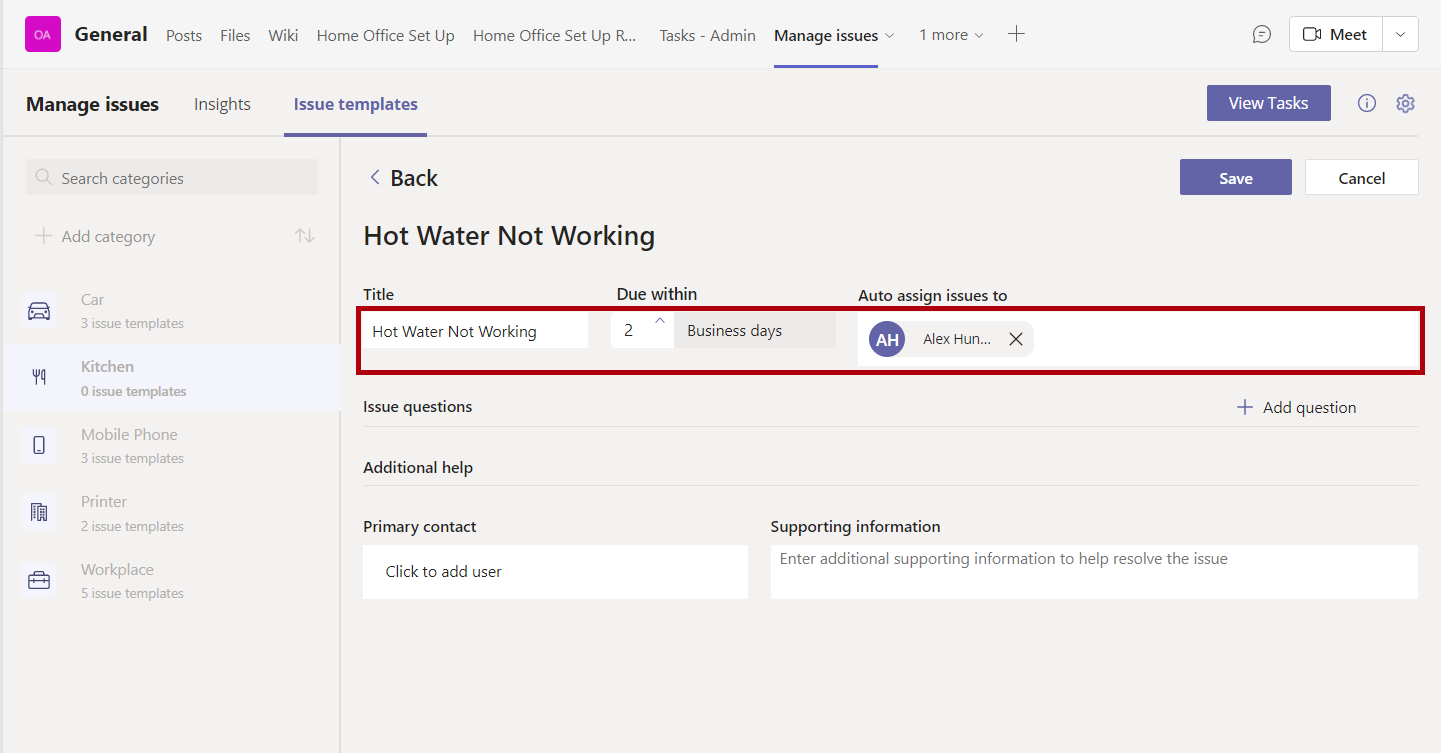 OA General Posts Files Wiki Home Office Set Up Home Office Set Up R... Tasks - Admin Manage issues 1 more Meet
Manage issues Insights Issue templates View Tasks
Search categories
Back Save Cancel
Add category
Hot Water Not Working
Title Due within Auto assign issues to
Hot Water Not Working 2 Business days AH Alex Hun...
Car
3 issue templates
Kitchen
0 issue templates
Mobile Phone
3 issue templates
Printer
2 issue templates
Workplace
5 issue templates
Issue questions Add question
Additional help
Primary contact Supporting information
Click to add user Enter additional supporting information to help resolve the issue